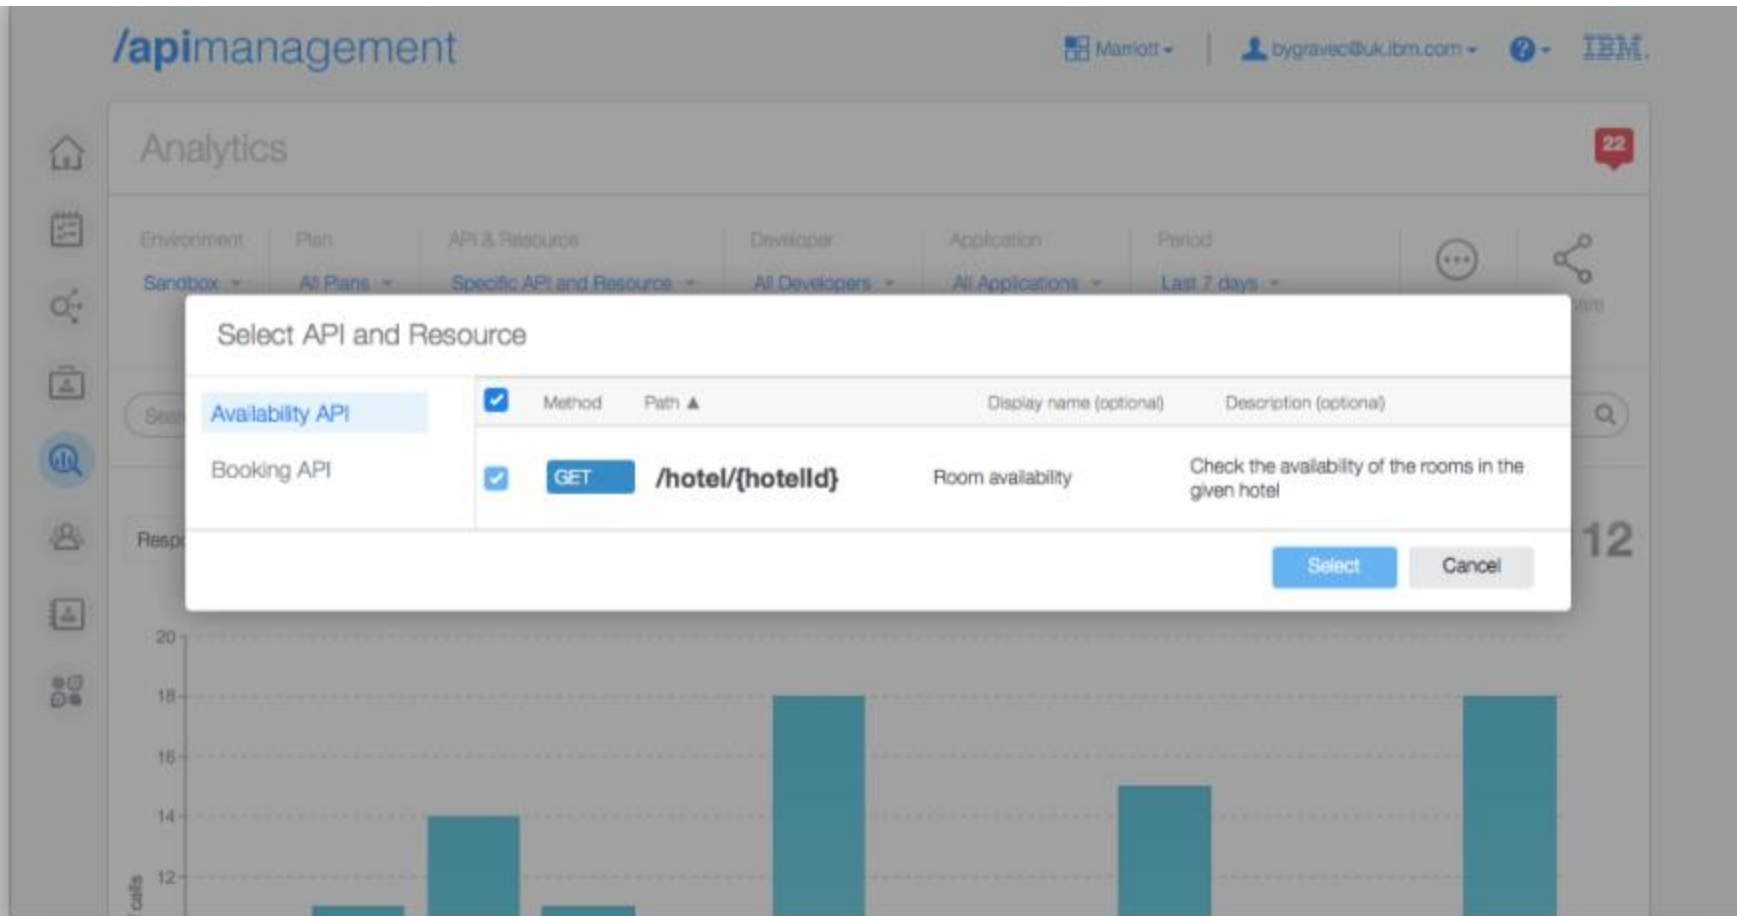 /apimanagement
Marriott
bygravec@uk.ibm.com
?
IBM.
Analytics
22
Environment Plan API & Resource Developer Application Period
Sandbox All Plans Specific API and Resource All Developers All Applications Last 7 days
Select API and Resource
Availability API
Booking API
Method Path ▲ Display name (optional) Description (optional)
GET /hotel/{hotelId} Room availability Check the availability of the rooms in the
given hotel
Select Cancel
12
20
18
16
14
12
calls